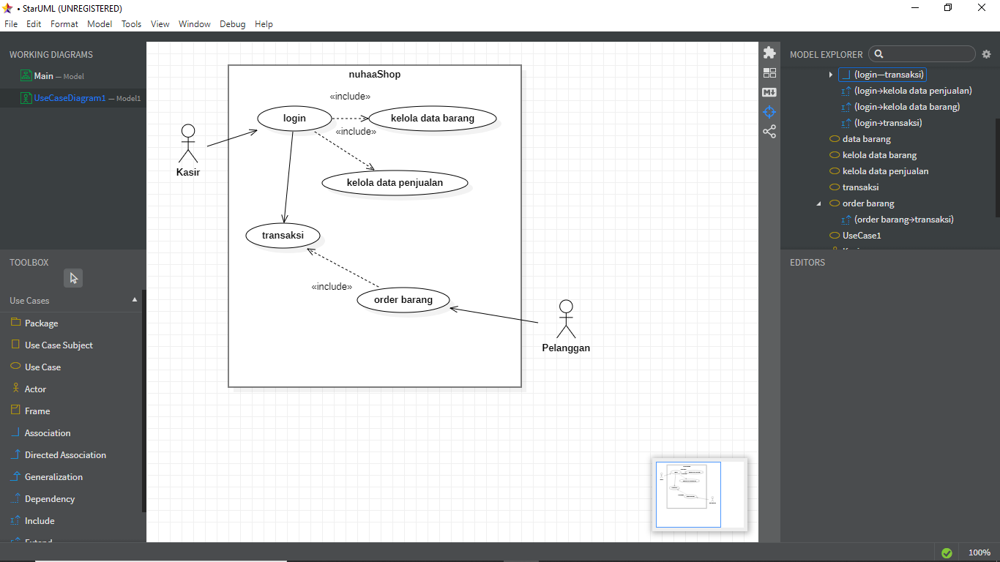 • StarUML (UNREGISTERED)
File Edit Format Model Tools View Window Debug Help
WORKING DIAGRAMS
Main — Model
UseCaseDiagram1 — Model1
TOOLBOX
Use Cases
Package
Use Case Subject
Use Case
Actor
Frame
Association
Directed Association
Generalization
Dependency
Include
Extend
nuhaaShop
«include»
login
kelola data barang
«include»
Kasir
kelola data penjualan
transaksi
«include»
order barang
Pelanggan
MODEL EXPLORER
(login—transaksi)
(login→kelola data penjualan)
(login→kelola data barang)
(login→transaksi)
data barang
kelola data barang
kelola data penjualan
transaksi
order barang
(order barang→transaksi)
UseCase1
Kasir
EDITORS
100%